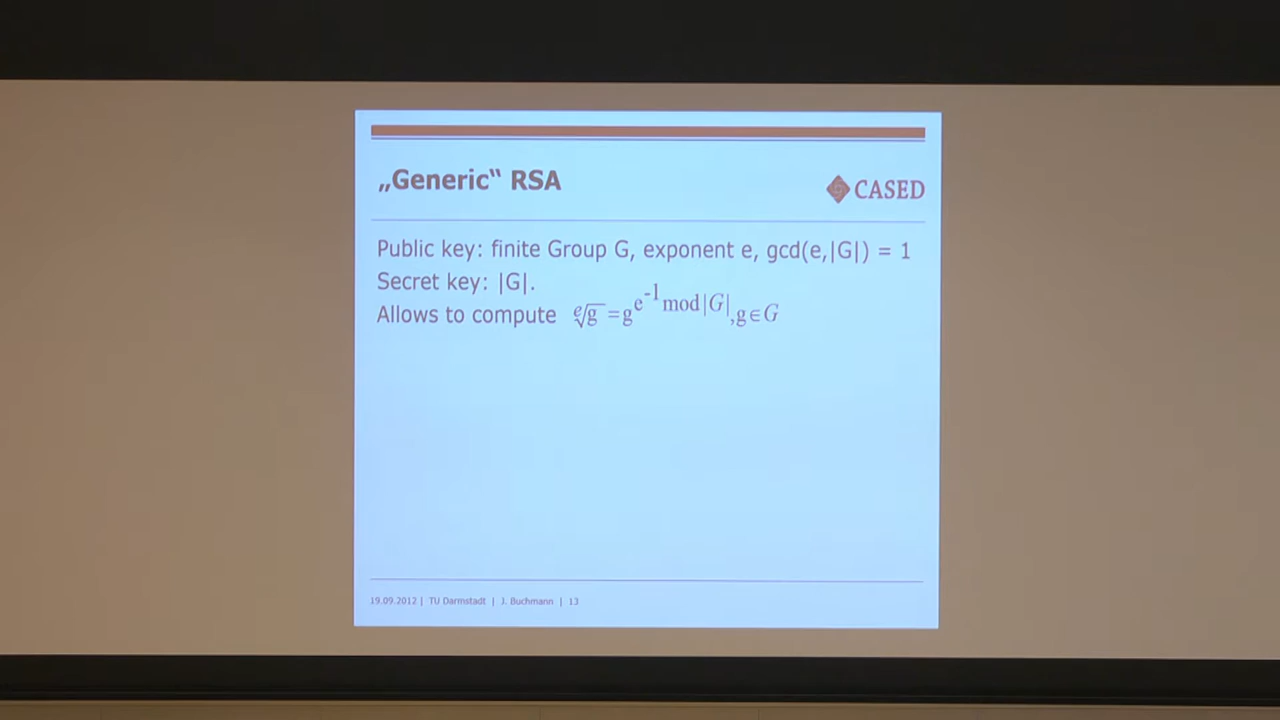 „Generic“ RSA
CASED
Public key: finite Group G, exponent e, gcd(e,|G|) = 1
Secret key: |G|.
Allows to compute ᵉ√g = g^(e^-1 mod |G|), g∈G
19.09.2012 | TU Darmstadt | J. Buchmann | 13